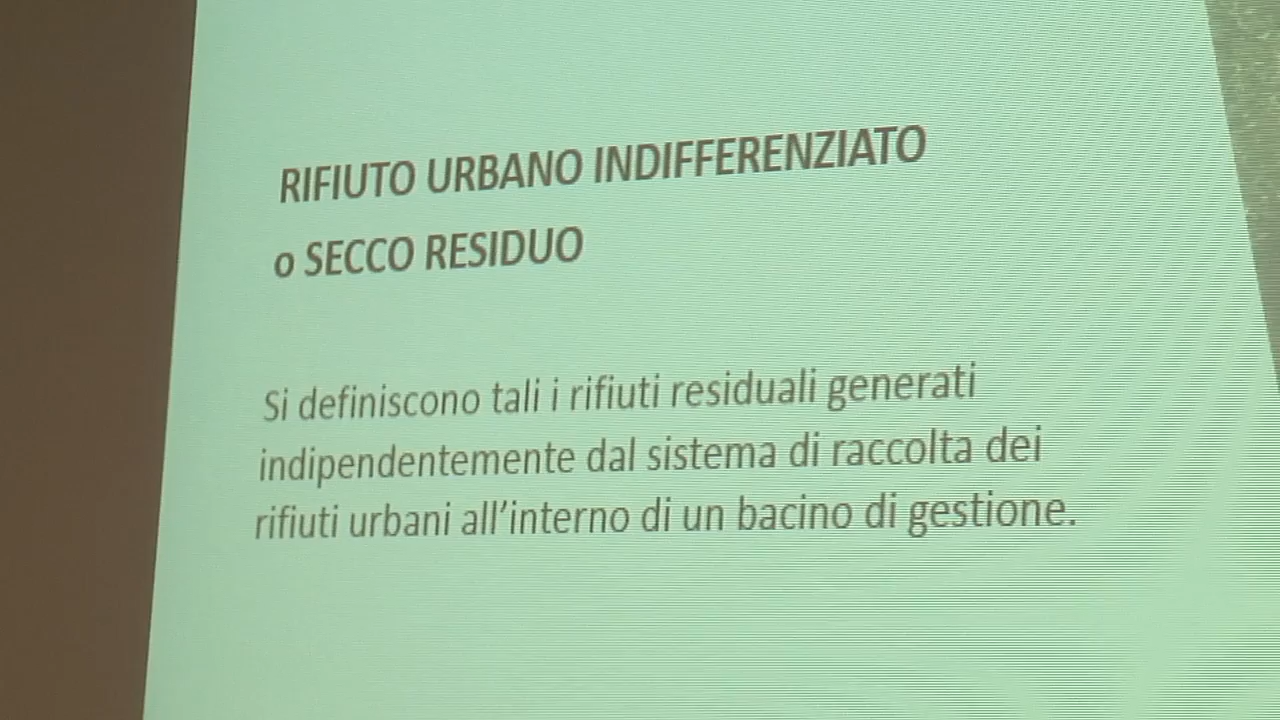 RIFIUTO URBANO INDIFFERENZIATO
o SECCO RESIDUO
Si definiscono tali i rifiuti residuali generati
indipendentemente dal sistema di raccolta dei
rifiuti urbani all’interno di un bacino di gestione.